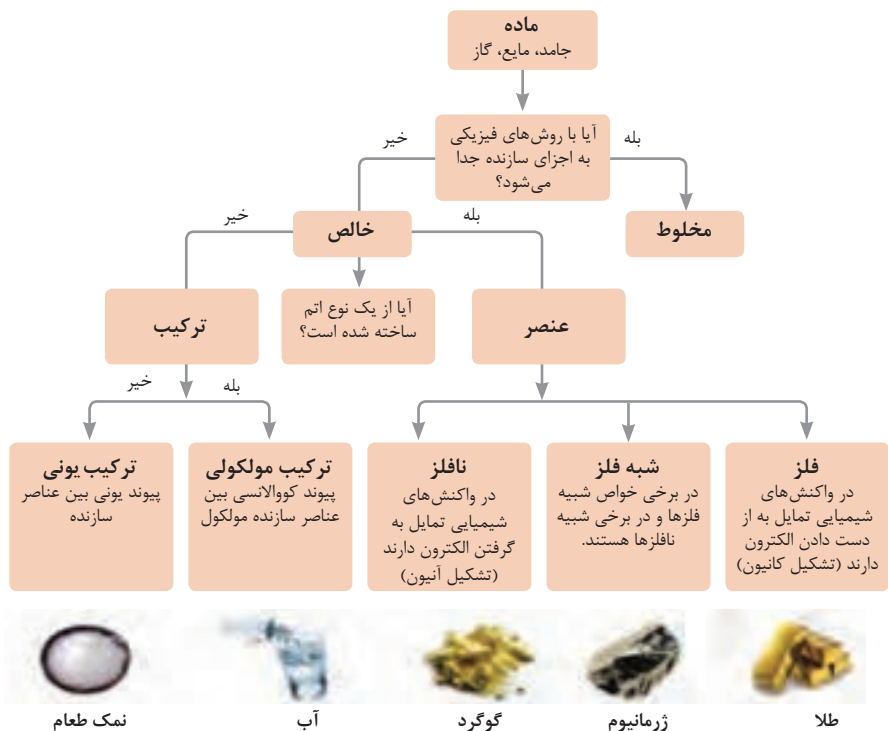 ماده
جامد، مایع، گاز
آیا با روش‌های فیزیکی
به اجزای سازنده جدا
می‌شود؟
بله
خیر
مخلوط
خالص
بله
خیر
آیا از یک نوع اتم
ساخته شده است؟
عنصر
ترکیب
بله
خیر
فلز
در واکنش‌های
شیمیایی تمایل به از
دست دادن الکترون
دارند (تشکیل کاتیون)
شبه فلز
در برخی خواص شبیه
فلزها و در برخی شبیه
نافلزها هستند.
نافلز
در واکنش‌های
شیمیایی تمایل به
گرفتن الکترون دارند
(تشکیل آنیون)
ترکیب مولکولی
پیوند کووالانسی بین
عناصر سازنده مولکول
ترکیب یونی
پیوند یونی بین عناصر
سازنده
طلا
ژرمانیوم
گوگرد
آب
نمک طعام